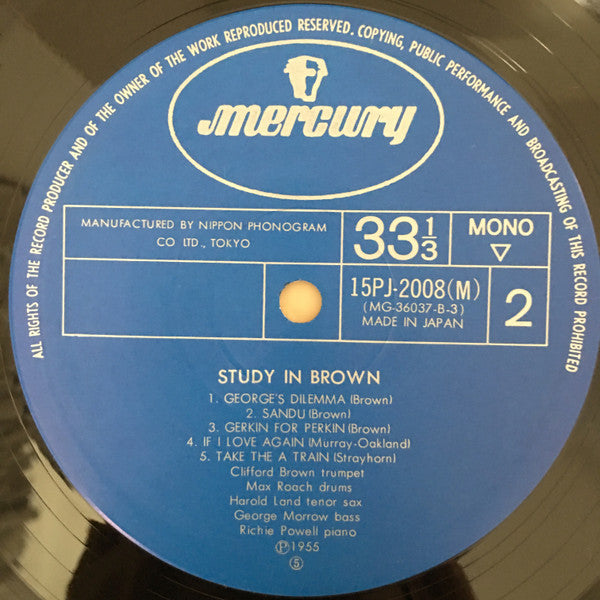 ALL RIGHTS OF THE RECORD PRODUCER AND OF THE OWNER OF THE WORK REPRODUCED RESERVED. COPYING, PUBLIC PERFORMANCE AND BROADCASTING OF THIS RECORD PROHIBITED
mercury
MANUFACTURED BY NIPPON PHONOGRAM
CO LTD., TOKYO
33 1/3
MONO
▽
15PJ-2008(M)
(MG-36037-B-3)
MADE IN JAPAN
2
STUDY IN BROWN
1. GEORGE'S DILEMMA (Brown)
2. SANDU (Brown)
3. GERKIN FOR PERKIN (Brown)
4. IF I LOVE AGAIN (Murray-Oakland)
5. TAKE THE A TRAIN (Strayhorn)
Clifford Brown trumpet
Max Roach drums
Harold Land tenor sax
George Morrow bass
Richie Powell piano
Ⓟ1955
⑤